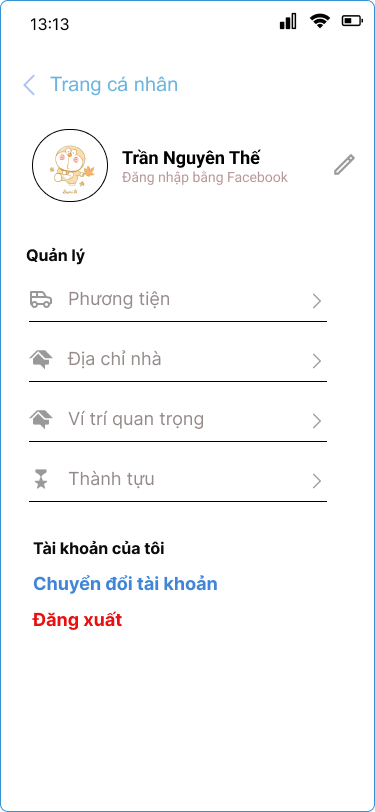 13:13
Trang cá nhân
Trần Nguyên Thế
Đăng nhập bằng Facebook
Quản lý
Phương tiện
Địa chỉ nhà
Ví trí quan trọng
Thành tựu
Tài khoản của tôi
Chuyển đổi tài khoản
Đăng xuất